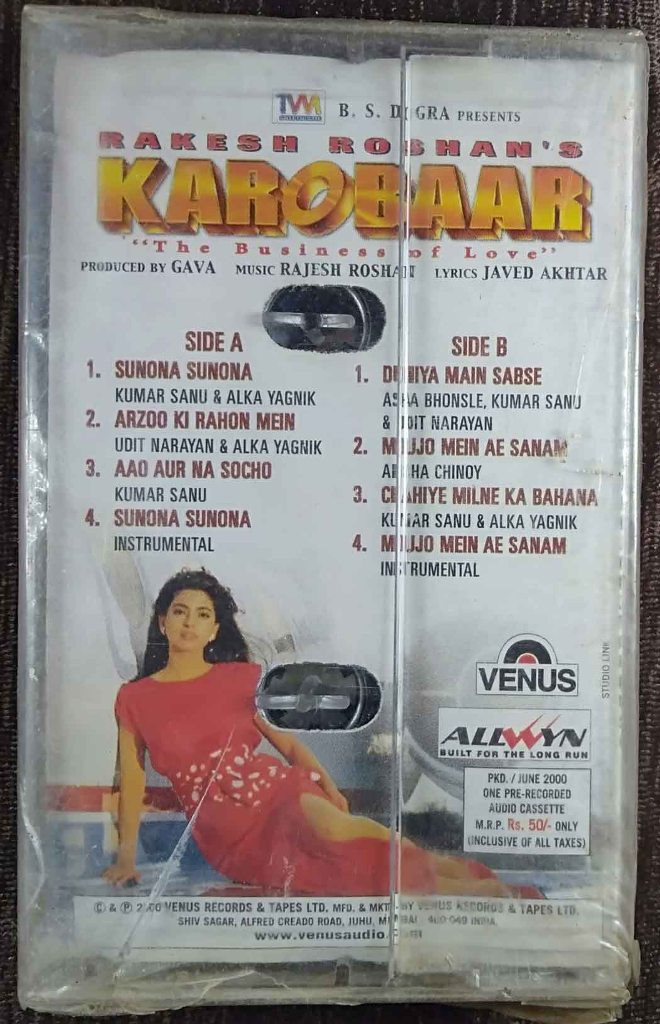 TVM
B. S. DUGRA PRESENTS
RAKESH ROSHAN'S
KAROBAAR
"The Business of Love"
PRODUCED BY GAVA MUSIC RAJESH ROSHAN LYRICS JAVED AKHTAR
SIDE A
1. SUNONA SUNONA
KUMAR SANU & ALKA YAGNIK
2. ARZOO KI RAHON MEIN
UDIT NARAYAN & ALKA YAGNIK
3. AAO AUR NA SOCHO
KUMAR SANU
4. SUNONA SUNONA
INSTRUMENTAL
SIDE B
1. DUNIYA MAIN SABSE
ASHA BHONSLE, KUMAR SANU
& UDIT NARAYAN
2. MUJJO MEIN AE SANAM
AISHA CHINOY
3. CHAHIYE MILNE KA BAHANA
KUMAR SANU & ALKA YAGNIK
4. MUJJO MEIN AE SANAM
INSTRUMENTAL
VENUS
STUDIO LINK
ALLWYN
BUILT FOR THE LONG RUN
PKD. / JUNE 2000
ONE PRE-RECORDED
AUDIO CASSETTE
M.R.P. Rs. 50/- ONLY
(INCLUSIVE OF ALL TAXES)
© & ℗ 2000 VENUS RECORDS & TAPES LTD. MFD. & MKTD. BY VENUS RECORDS & TAPES LTD.
SHIV SAGAR, ALFRED CREADO ROAD, JUHU, MUMBAI - 400 049 INDIA.
www.venusaudio